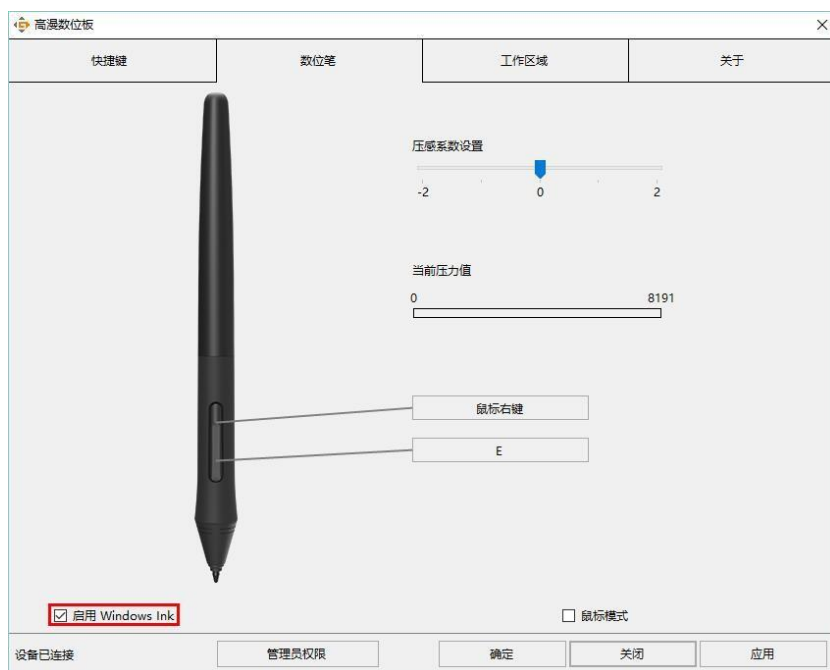 高漫数位板
快捷键 数位笔 工作区域 关于
压感系数设置
-2 0 2
当前压力值
0 8191
鼠标右键
E
启用 Windows Ink
鼠标模式
设备已连接 管理员权限 确定 关闭 应用